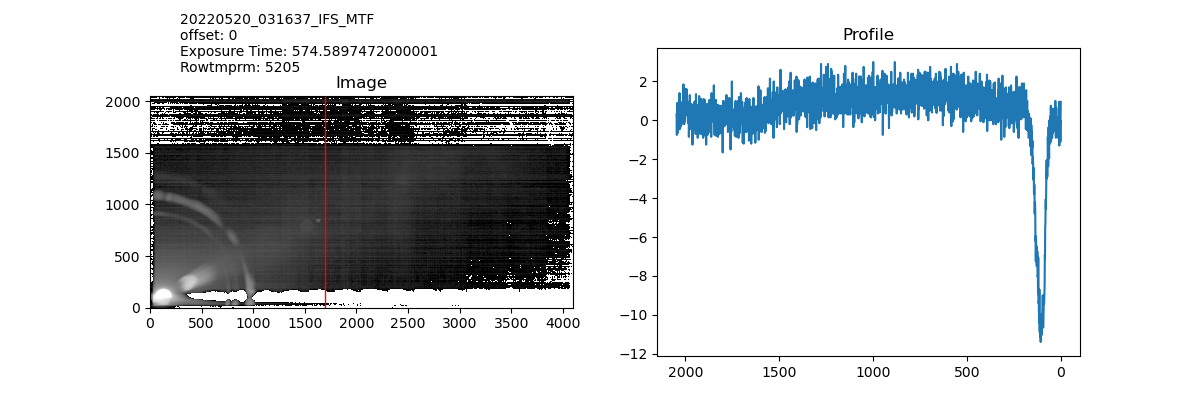 20220520_031637_IFS_MTF
offset: 0
Exposure Time: 574.5897472000001
Rowtmprm: 5205
Image
2000
1500
1000
500
0
0 500 1000 1500 2000 2500 3000 3500 4000
Profile
2
0
−2
−4
−6
−8
−10
−12
2000 1500 1000 500 0